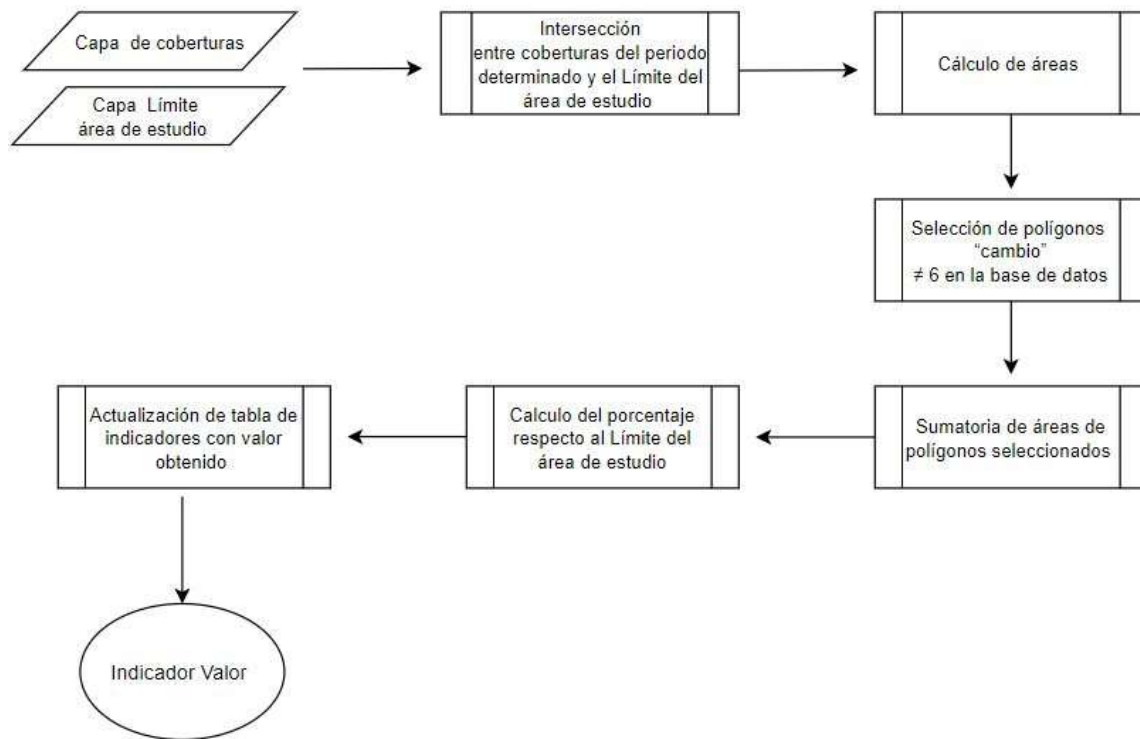 Capa de coberturas
Capa Límite
área de estudio
Intersección
entre coberturas del periodo
determinado y el Límite del
área de estudio
Cálculo de áreas
Selección de polígonos
“cambio”
≠ 6 en la base de datos
Sumatoria de áreas de
polígonos seleccionados
Calculo del porcentaje
respecto al Límite del
área de estudio
Actualización de tabla de
indicadores con valor
obtenido
Indicador Valor